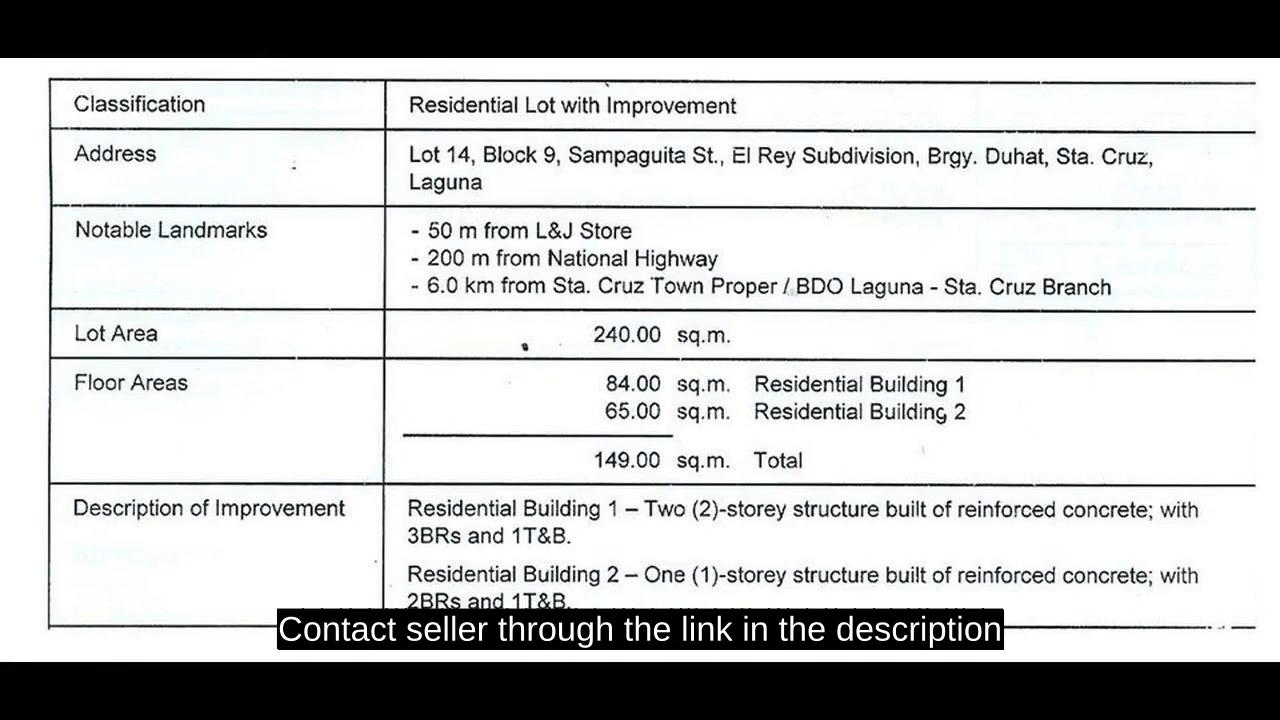 Classification
Residential Lot with Improvement
Address
Lot 14, Block 9, Sampaguita St., El Rey Subdivision, Brgy. Duhat, Sta. Cruz,
Laguna
Notable Landmarks
- 50 m from L&J Store
- 200 m from National Highway
- 6.0 km from Sta. Cruz Town Proper / BDO Laguna - Sta. Cruz Branch
Lot Area
240.00 sq.m.
Floor Areas
84.00 sq.m. Residential Building 1
65.00 sq.m. Residential Building 2
149.00 sq.m. Total
Description of Improvement
Residential Building 1 – Two (2)-storey structure built of reinforced concrete; with
3BRs and 1T&B.
Residential Building 2 – One (1)-storey structure built of reinforced concrete; with
2BRs and 1T&B.
Contact seller through the link in the description